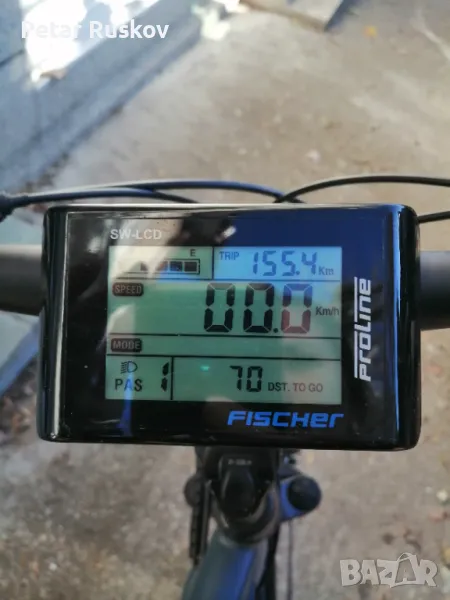 Petar Ruskov
SW-LCD
E
TRIP 155.4 Km
SPEED
00.0 Km/h
MODE
PAS 1
70 DST. TO GO
FISCHER
PROLINE
BAZAR